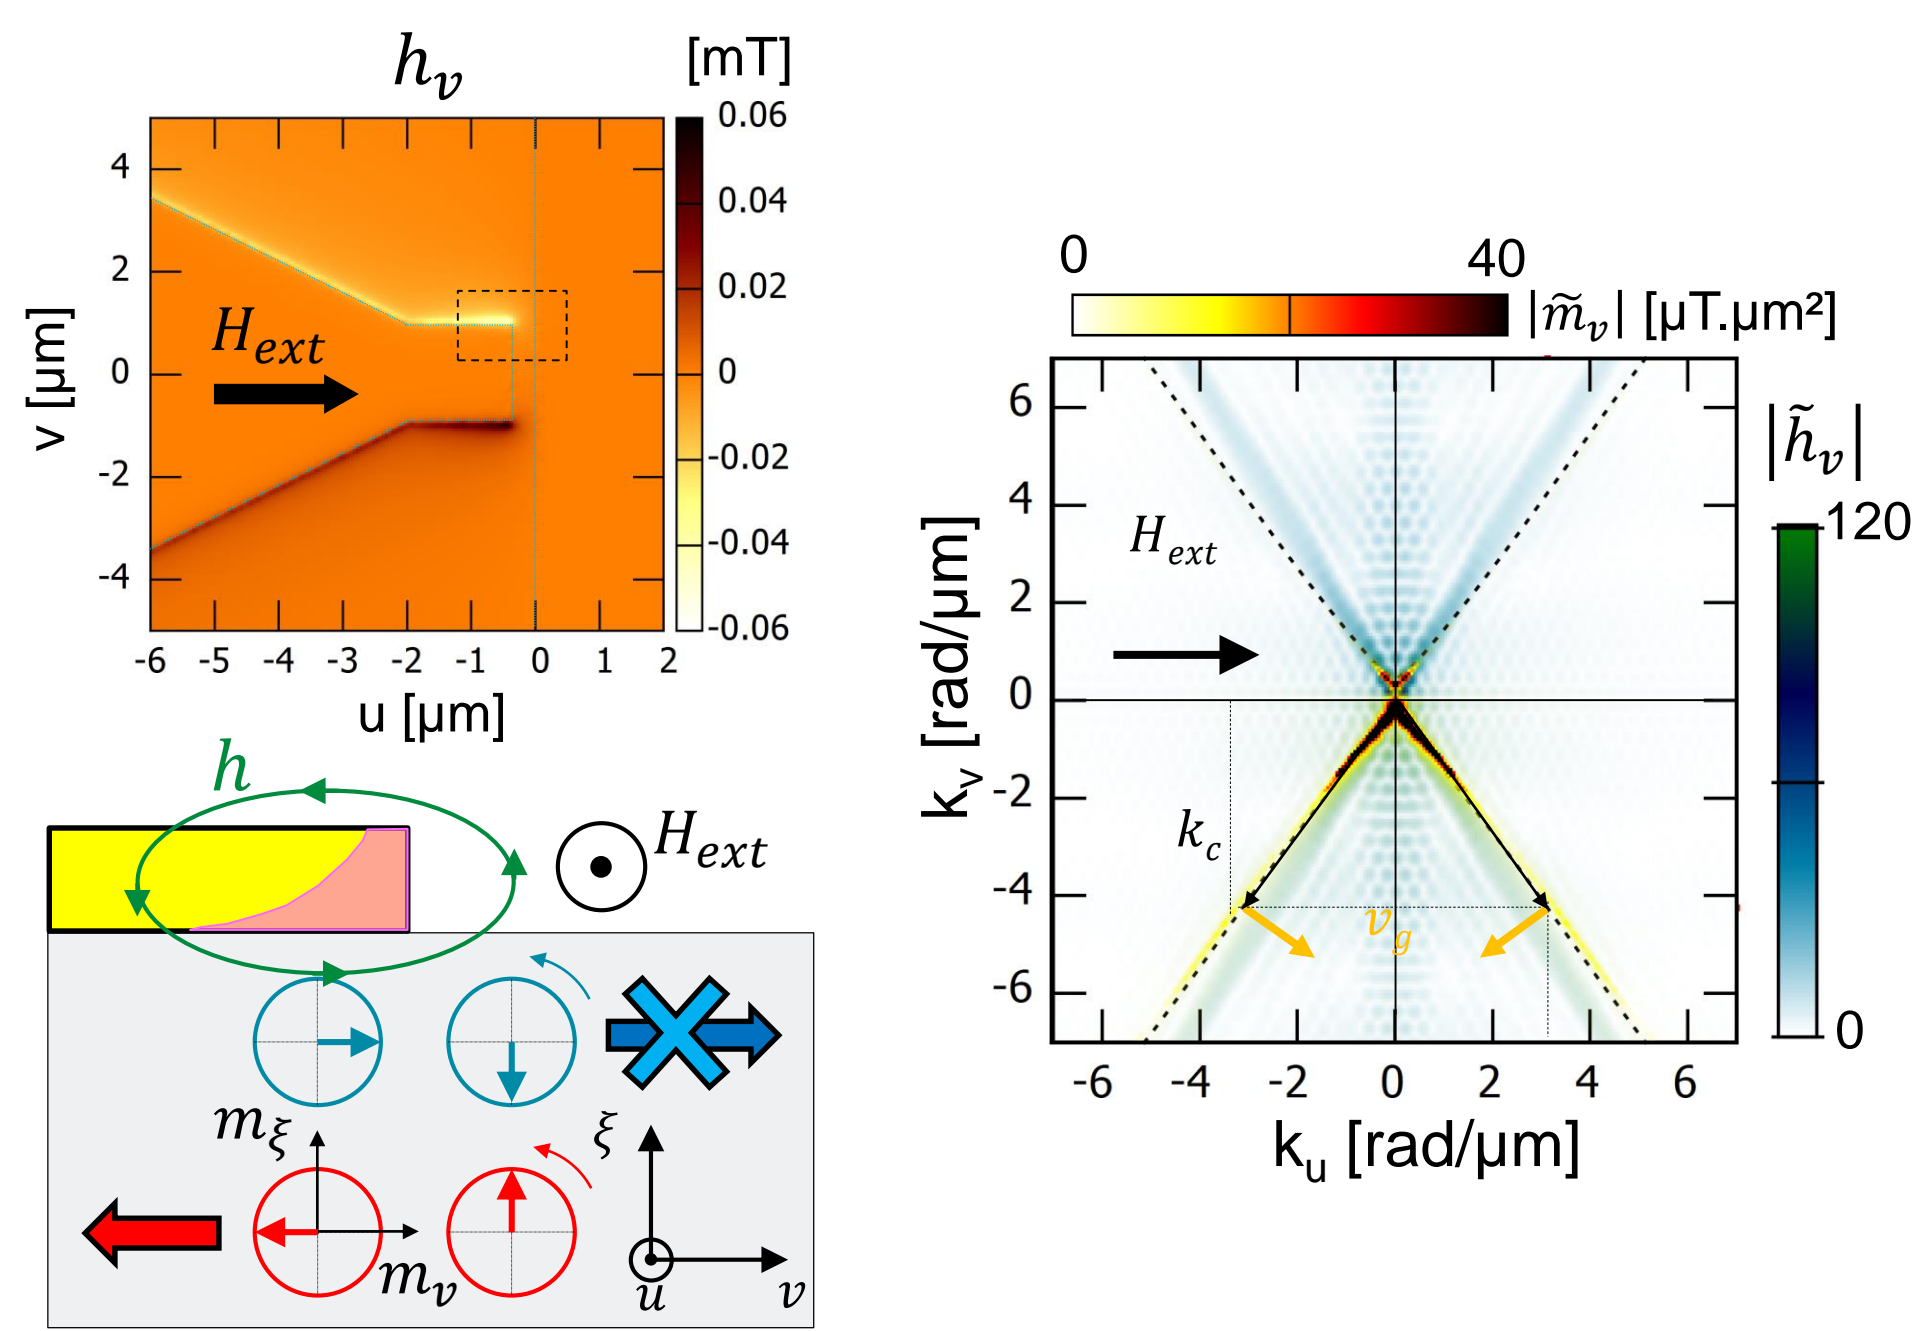 h_v
[mT]
0.06
0.04
0.02
0
-0.02
-0.04
-0.06
4
2
0
-2
-4
v [µm]
H_ext
-6 -5 -4 -3 -2 -1 0 1 2
u [µm]
h
H_ext
m_ξ
m_v
ξ
u
v
0
40
|m̃_v| [µT.µm²]
6
4
2
0
-2
-4
-6
k_v [rad/µm]
H_ext
k_c
v_g
-6 -4 -2 0 2 4 6
k_u [rad/µm]
|h̃_v|
120
0